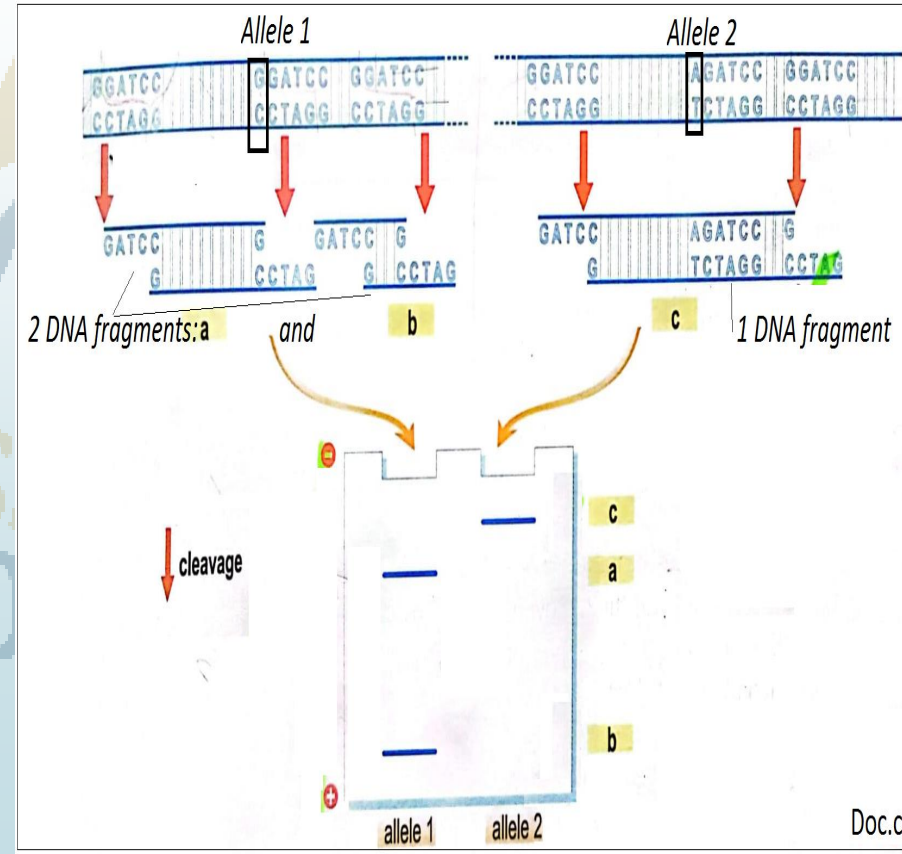 Allele 1
Allele 2
GGATCC GGATCC GGATCC
CCTAGG CCTAGG CCTAGG
GGATCC AGATCC GGATCC
CCTAGG TCTAGG CCTAGG
GATCC G GATCC G
G CCTAG G CCTAG
GATCC AGATCC G
G TCTAGG CCTAG
2 DNA fragments: a and b
c 1 DNA fragment
-
c
cleavage
a
b
+
allele 1 allele 2
Doc.c